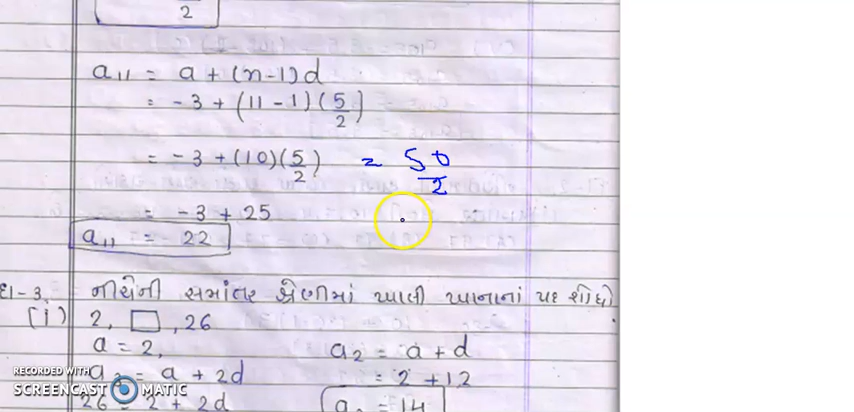 2
a₁₁ = a + (n-1)d
= -3 + (11 - 1)(5/2)
= -3 + (10)(5/2) = 50/2
= -3 + 25
a₁₁ = 22
દા-3. નીચેની સમાંતર શ્રેણીમાં ખાલી ખાનાનાં પદ શોધો
(i) 2, □, 26
a = 2,
a₂ = a + d
a₃ = a + 2d
= 2 + 12
26 = 2 + 2d
= 14
RECORDED WITH
SCREENCAST MATIC